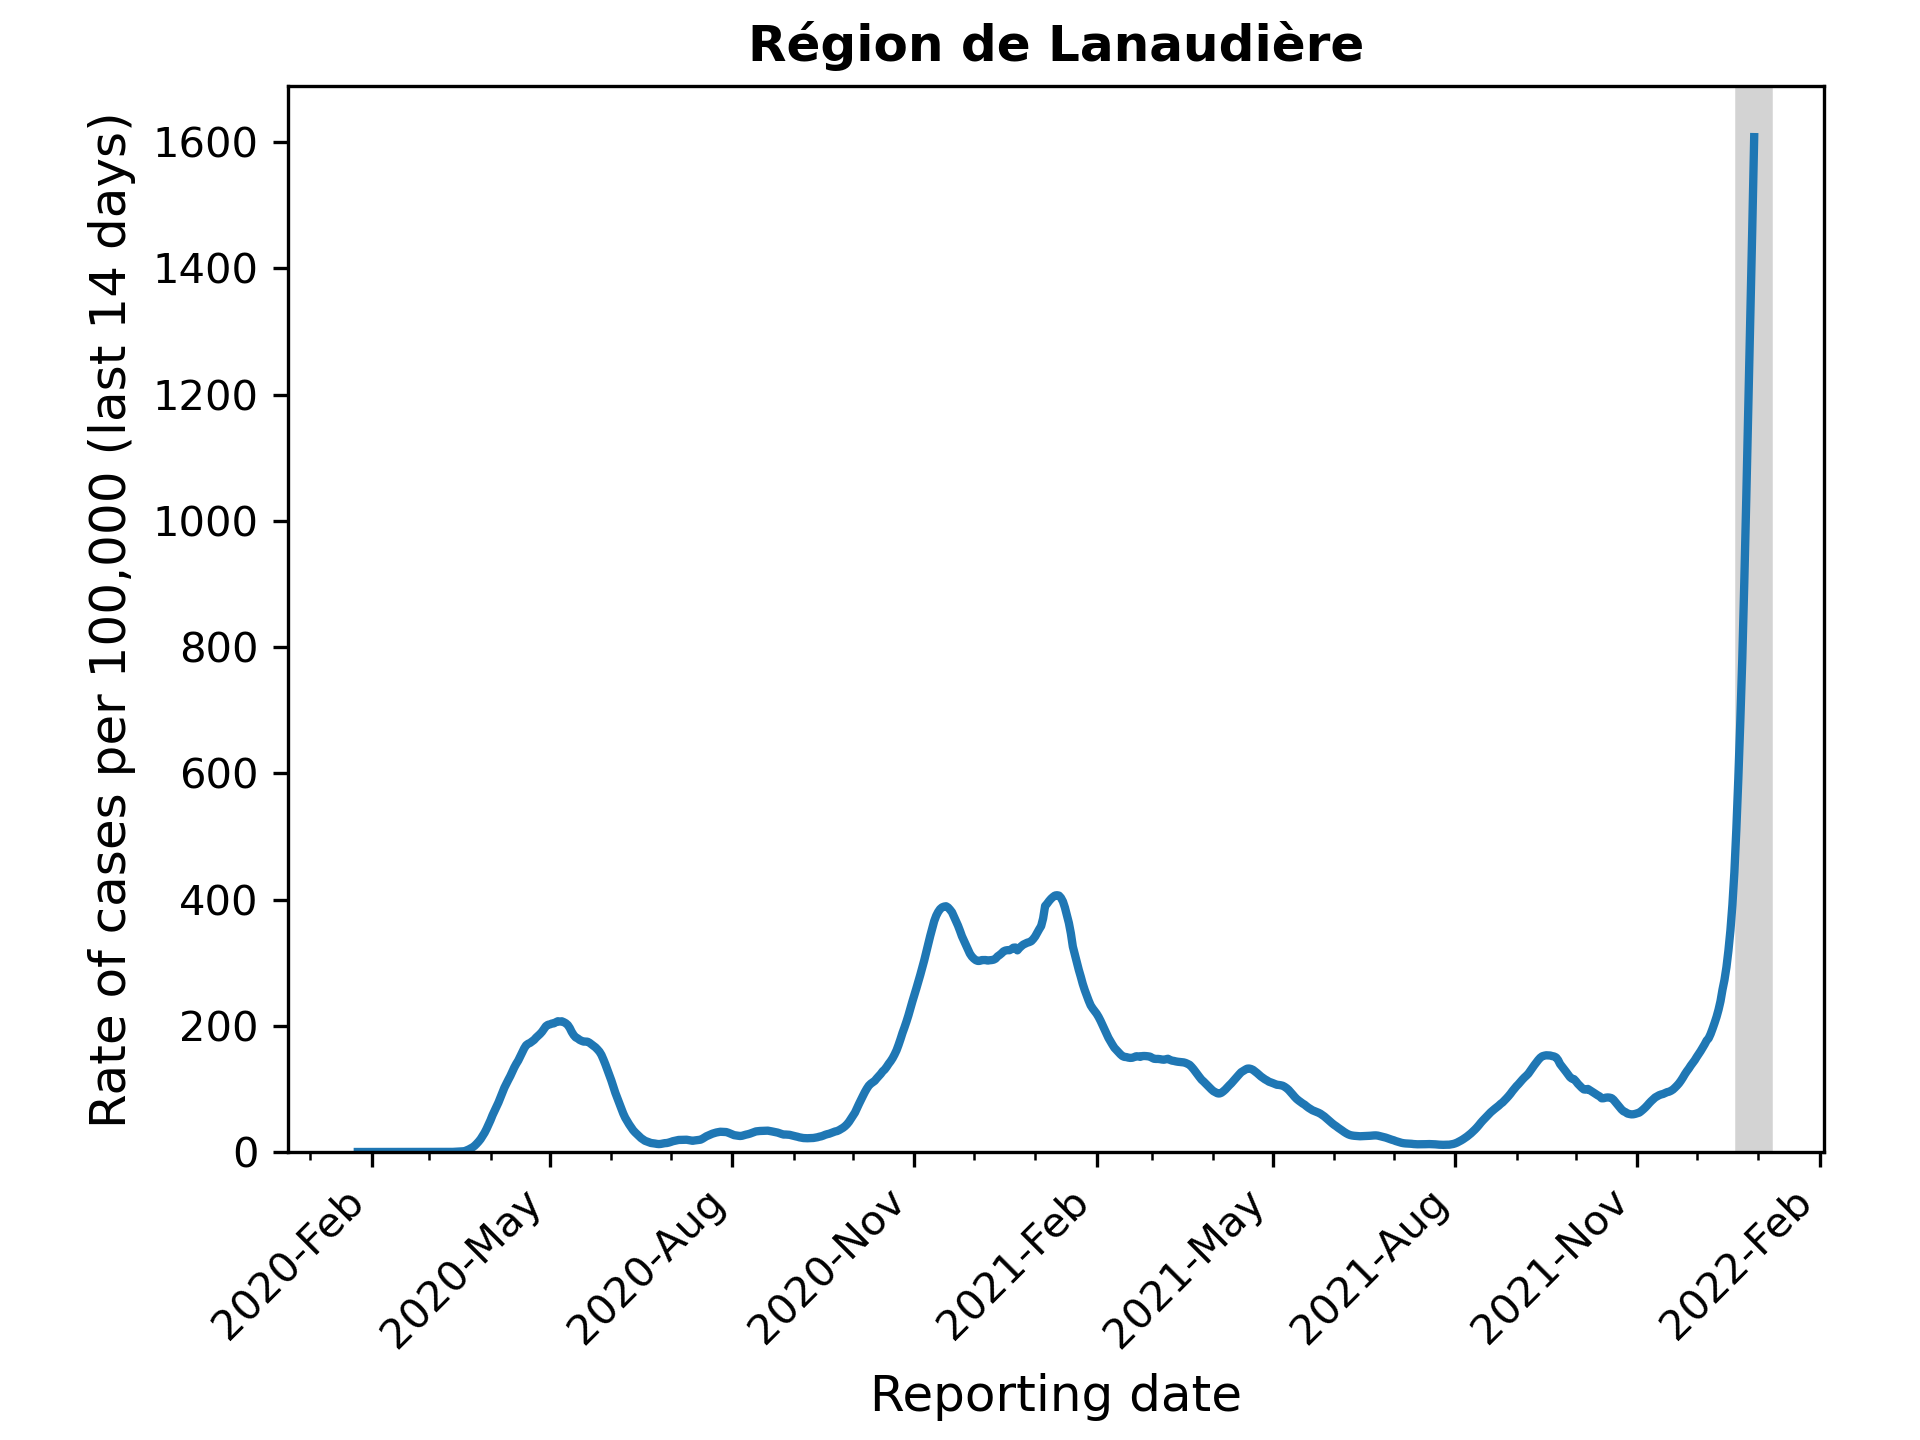 Région de Lanaudière
Rate of cases per 100,000 (last 14 days)
1600
1400
1200
1000
800
600
400
200
0
2020-Feb
2020-May
2020-Aug
2020-Nov
2021-Feb
2021-May
2021-Aug
2021-Nov
2022-Feb
Reporting date